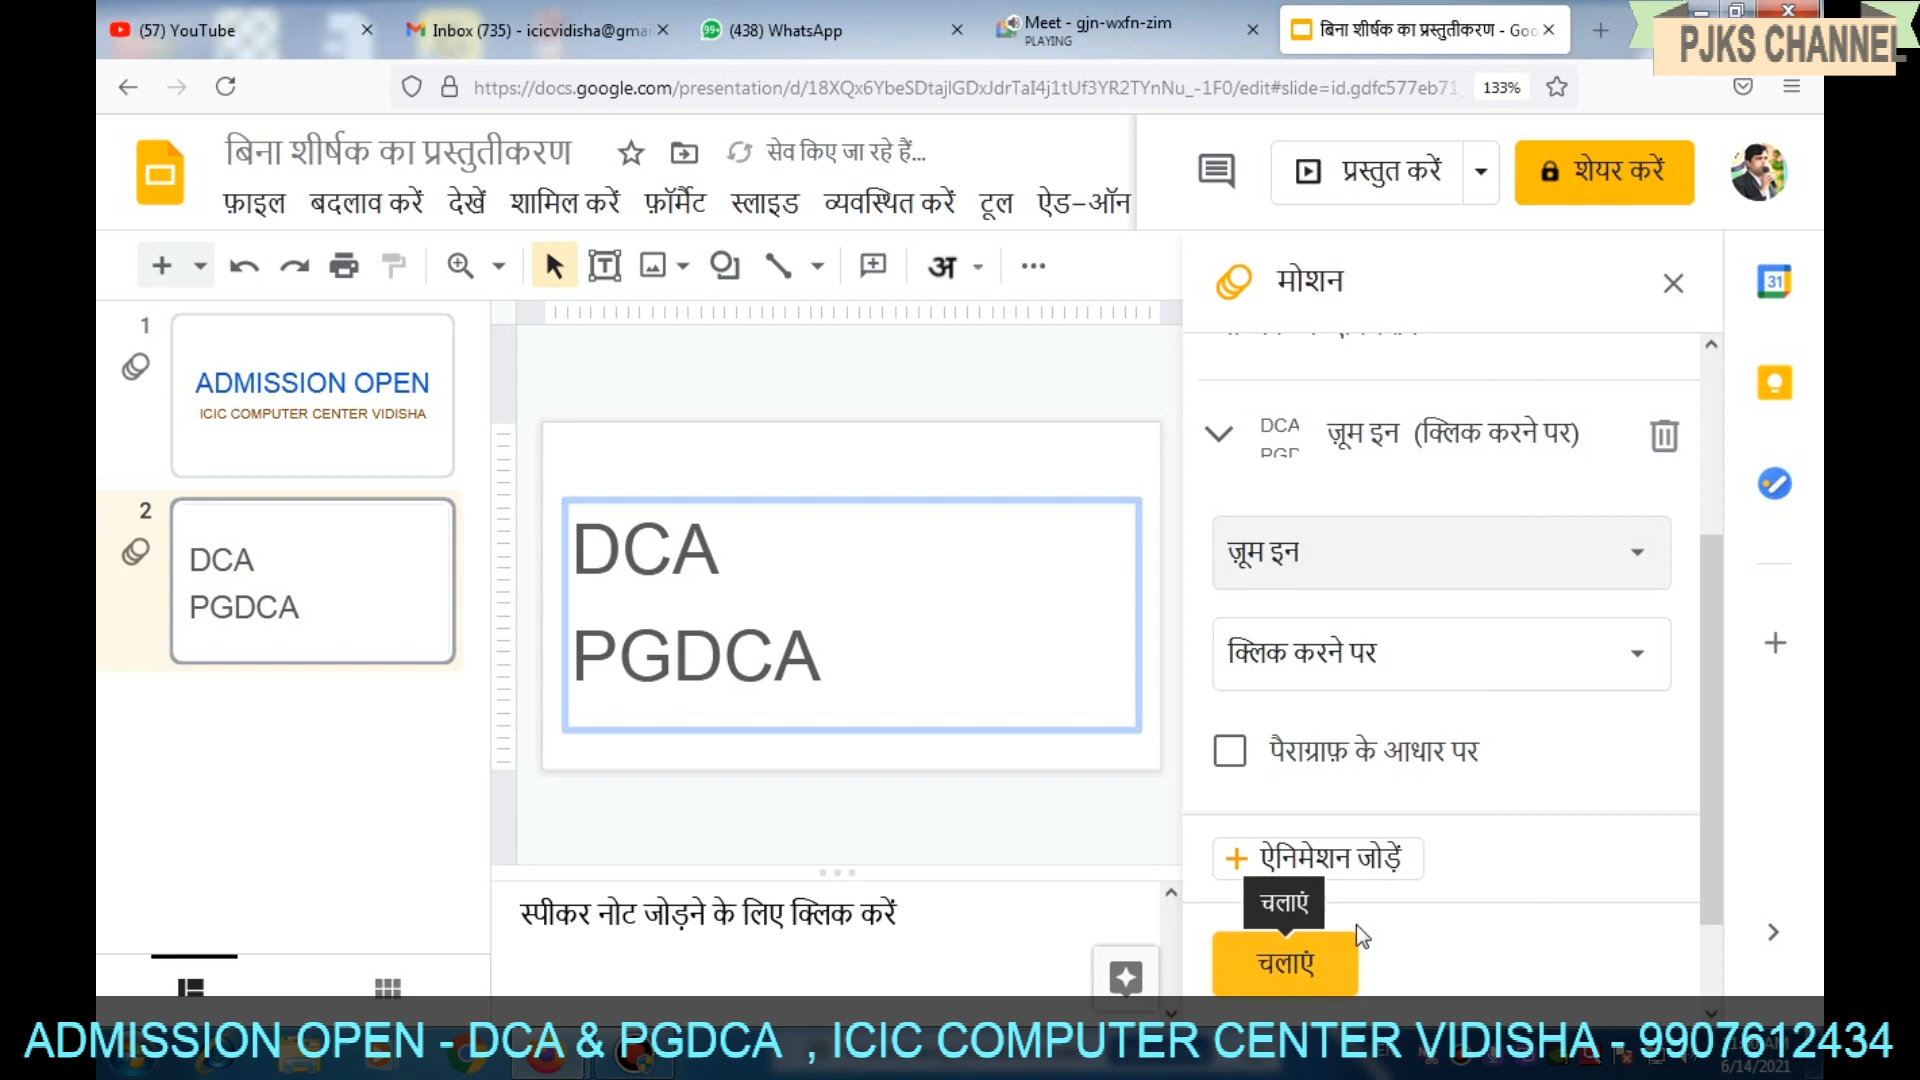 (57) YouTube
Inbox (735) - icicvidisha@gmai
(438) WhatsApp
Meet - gjn-wxfn-zim
PLAYING
बिना शीर्षक का प्रस्तुतीकरण - Goo
PJKS CHANNEL
https://docs.google.com/presentation/d/18XQx6YbeSDtajlGDxJdrTaI4j1tUf3YR2TYnNu_-1F0/edit#slide=id.gdfc577eb71
133%
बिना शीर्षक का प्रस्तुतीकरण
सेव किए जा रहे हैं...
प्रस्तुत करें
शेयर करें
फ़ाइल बदलाव करें देखें शामिल करें फ़ॉर्मैट स्लाइड व्यवस्थित करें टूल ऐड-ऑन
अ
मोशन
31
1
ADMISSION OPEN
ICIC COMPUTER CENTER VIDISHA
2
DCA
PGDCA
DCA
PGDCA
DCA
PGD
ज़ूम इन (क्लिक करने पर)
ज़ूम इन
क्लिक करने पर
पैराग्राफ़ के आधार पर
ऐनिमेशन जोड़ें
चलाएं
चलाएं
स्पीकर नोट जोड़ने के लिए क्लिक करें
ADMISSION OPEN - DCA & PGDCA , ICIC COMPUTER CENTER VIDISHA - 9907612434
6/14/2021